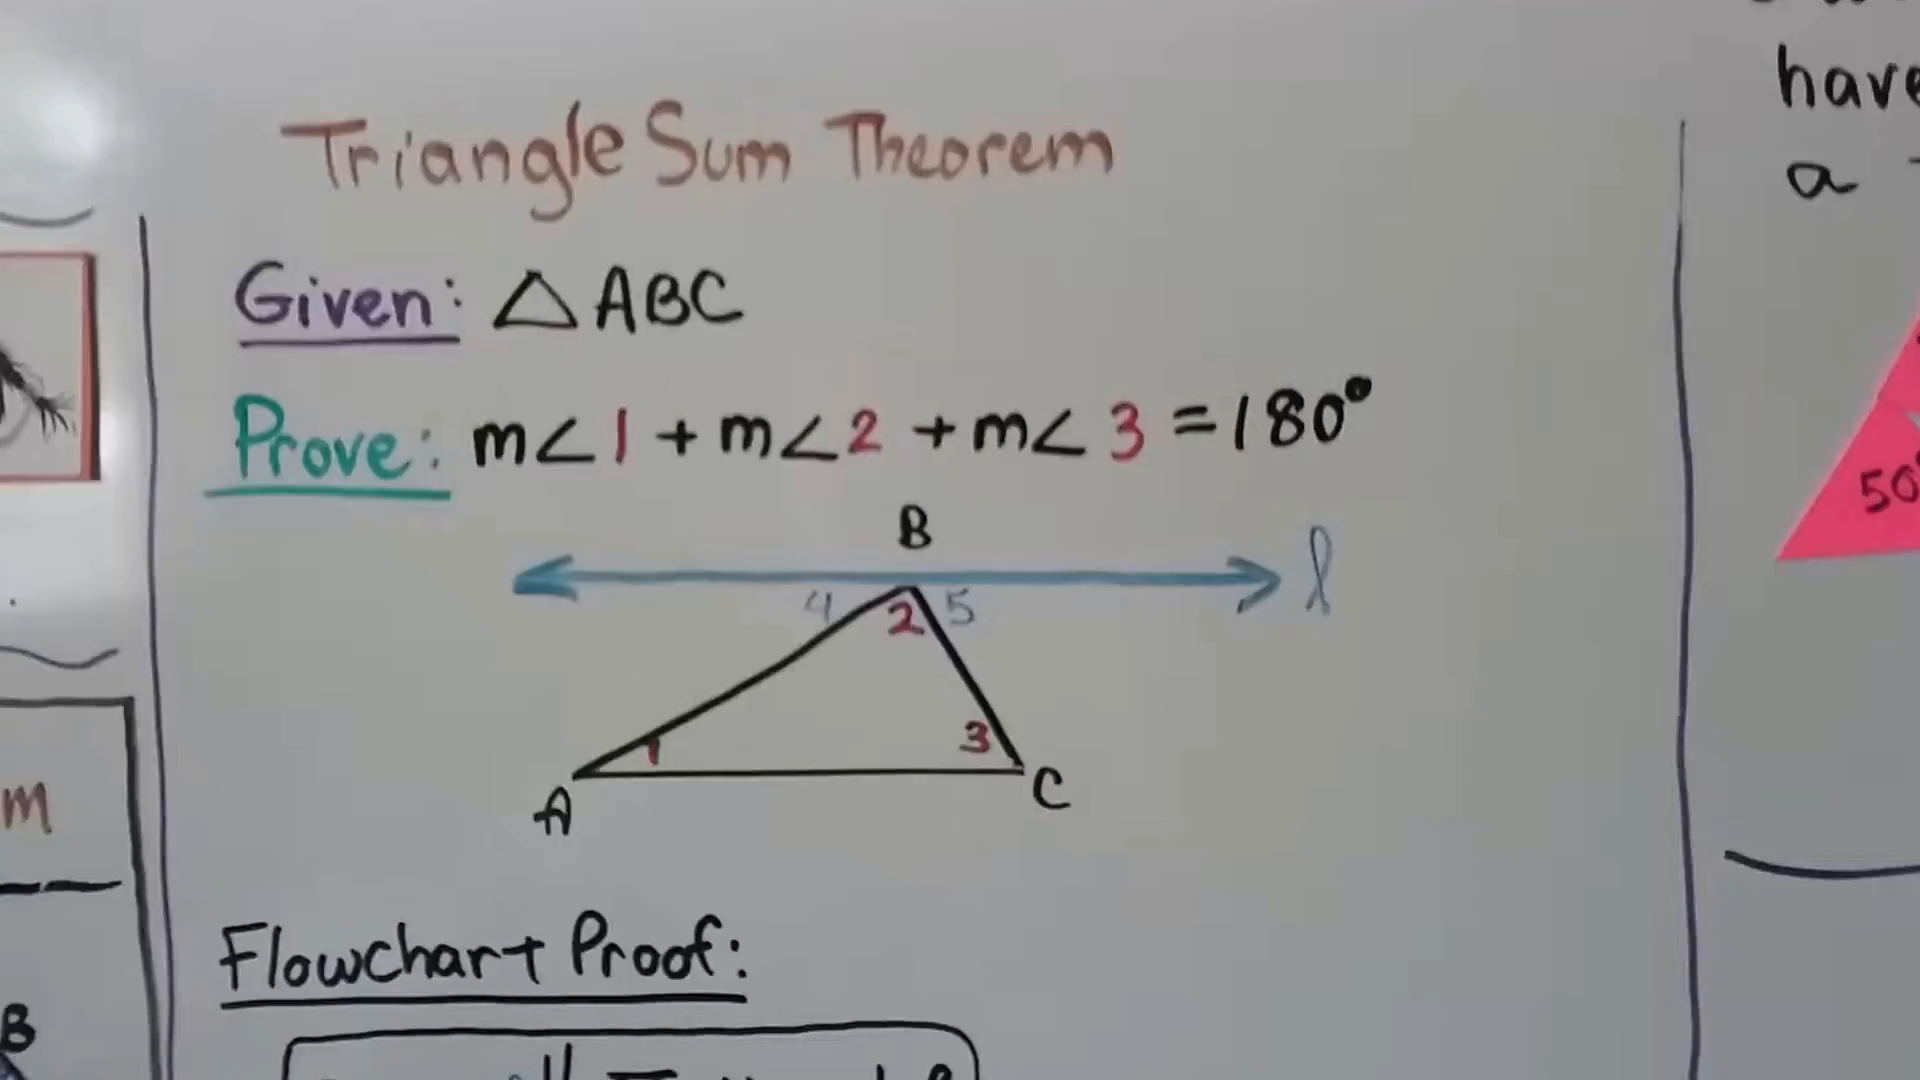 Triangle Sum Theorem
Given: △ABC
Prove: m∠1 + m∠2 + m∠3 = 180°
B
l
4 2 5
1 3
A C
Flowchart Proof:
have
a
50°
m
B